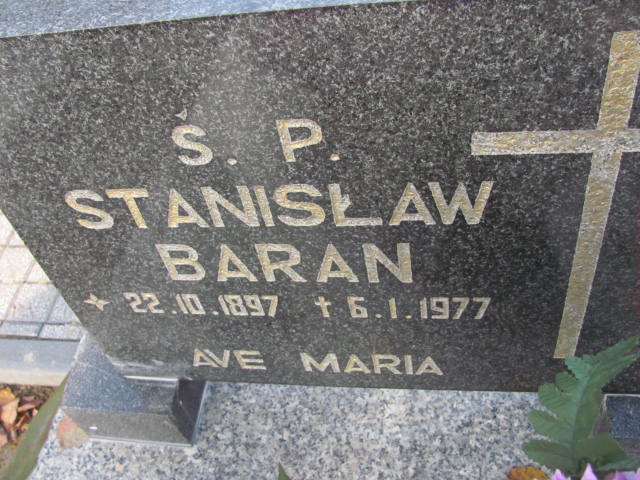 Ś. P.
STANISŁAW
BARAN
22.10.1897 6.1.1977
AVE MARIA